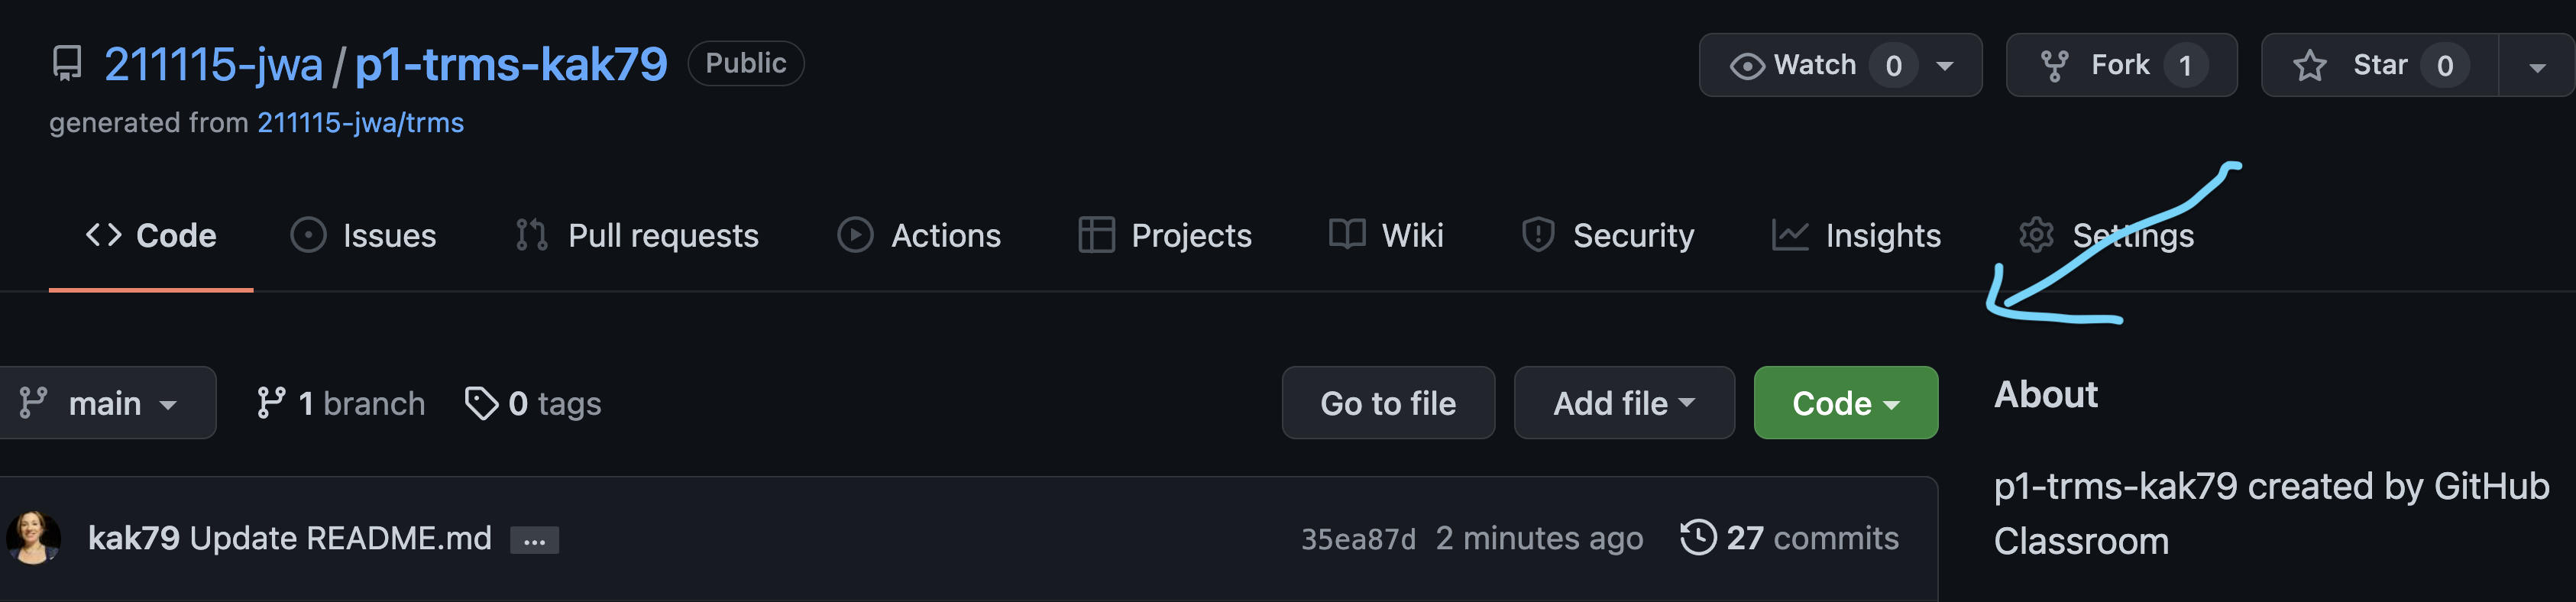 211115-jwa / p1-trms-kak79 Public Watch 0 Fork 1 Star 0
generated from 211115-jwa/trms
<> Code Issues Pull requests Actions Projects Wiki Security Insights Settings
main 1 branch 0 tags Go to file Add file Code About
p1-trms-kak79 created by GitHub
Classroom
kak79 Update README.md ... 35ea87d 2 minutes ago 27 commits